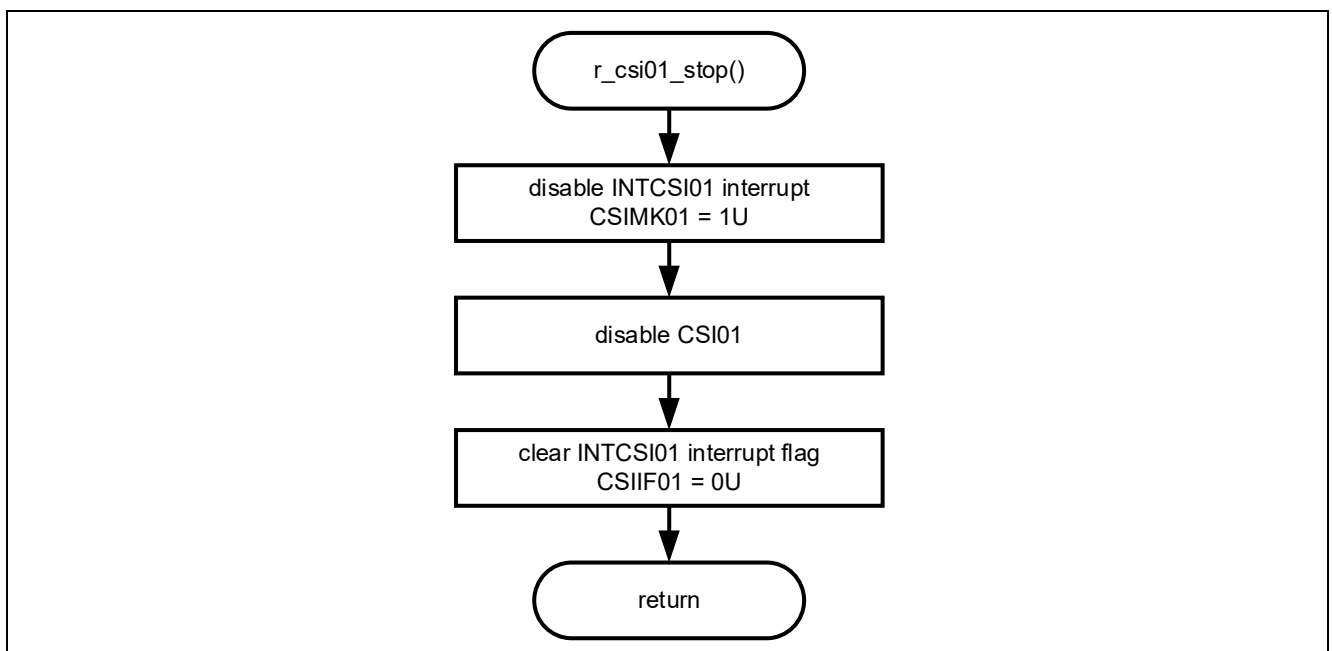 r_csi01_stop()
disable INTCSI01 interrupt
CSIMK01 = 1U
disable CSI01
clear INTCSI01 interrupt flag
CSIIF01 = 0U
return